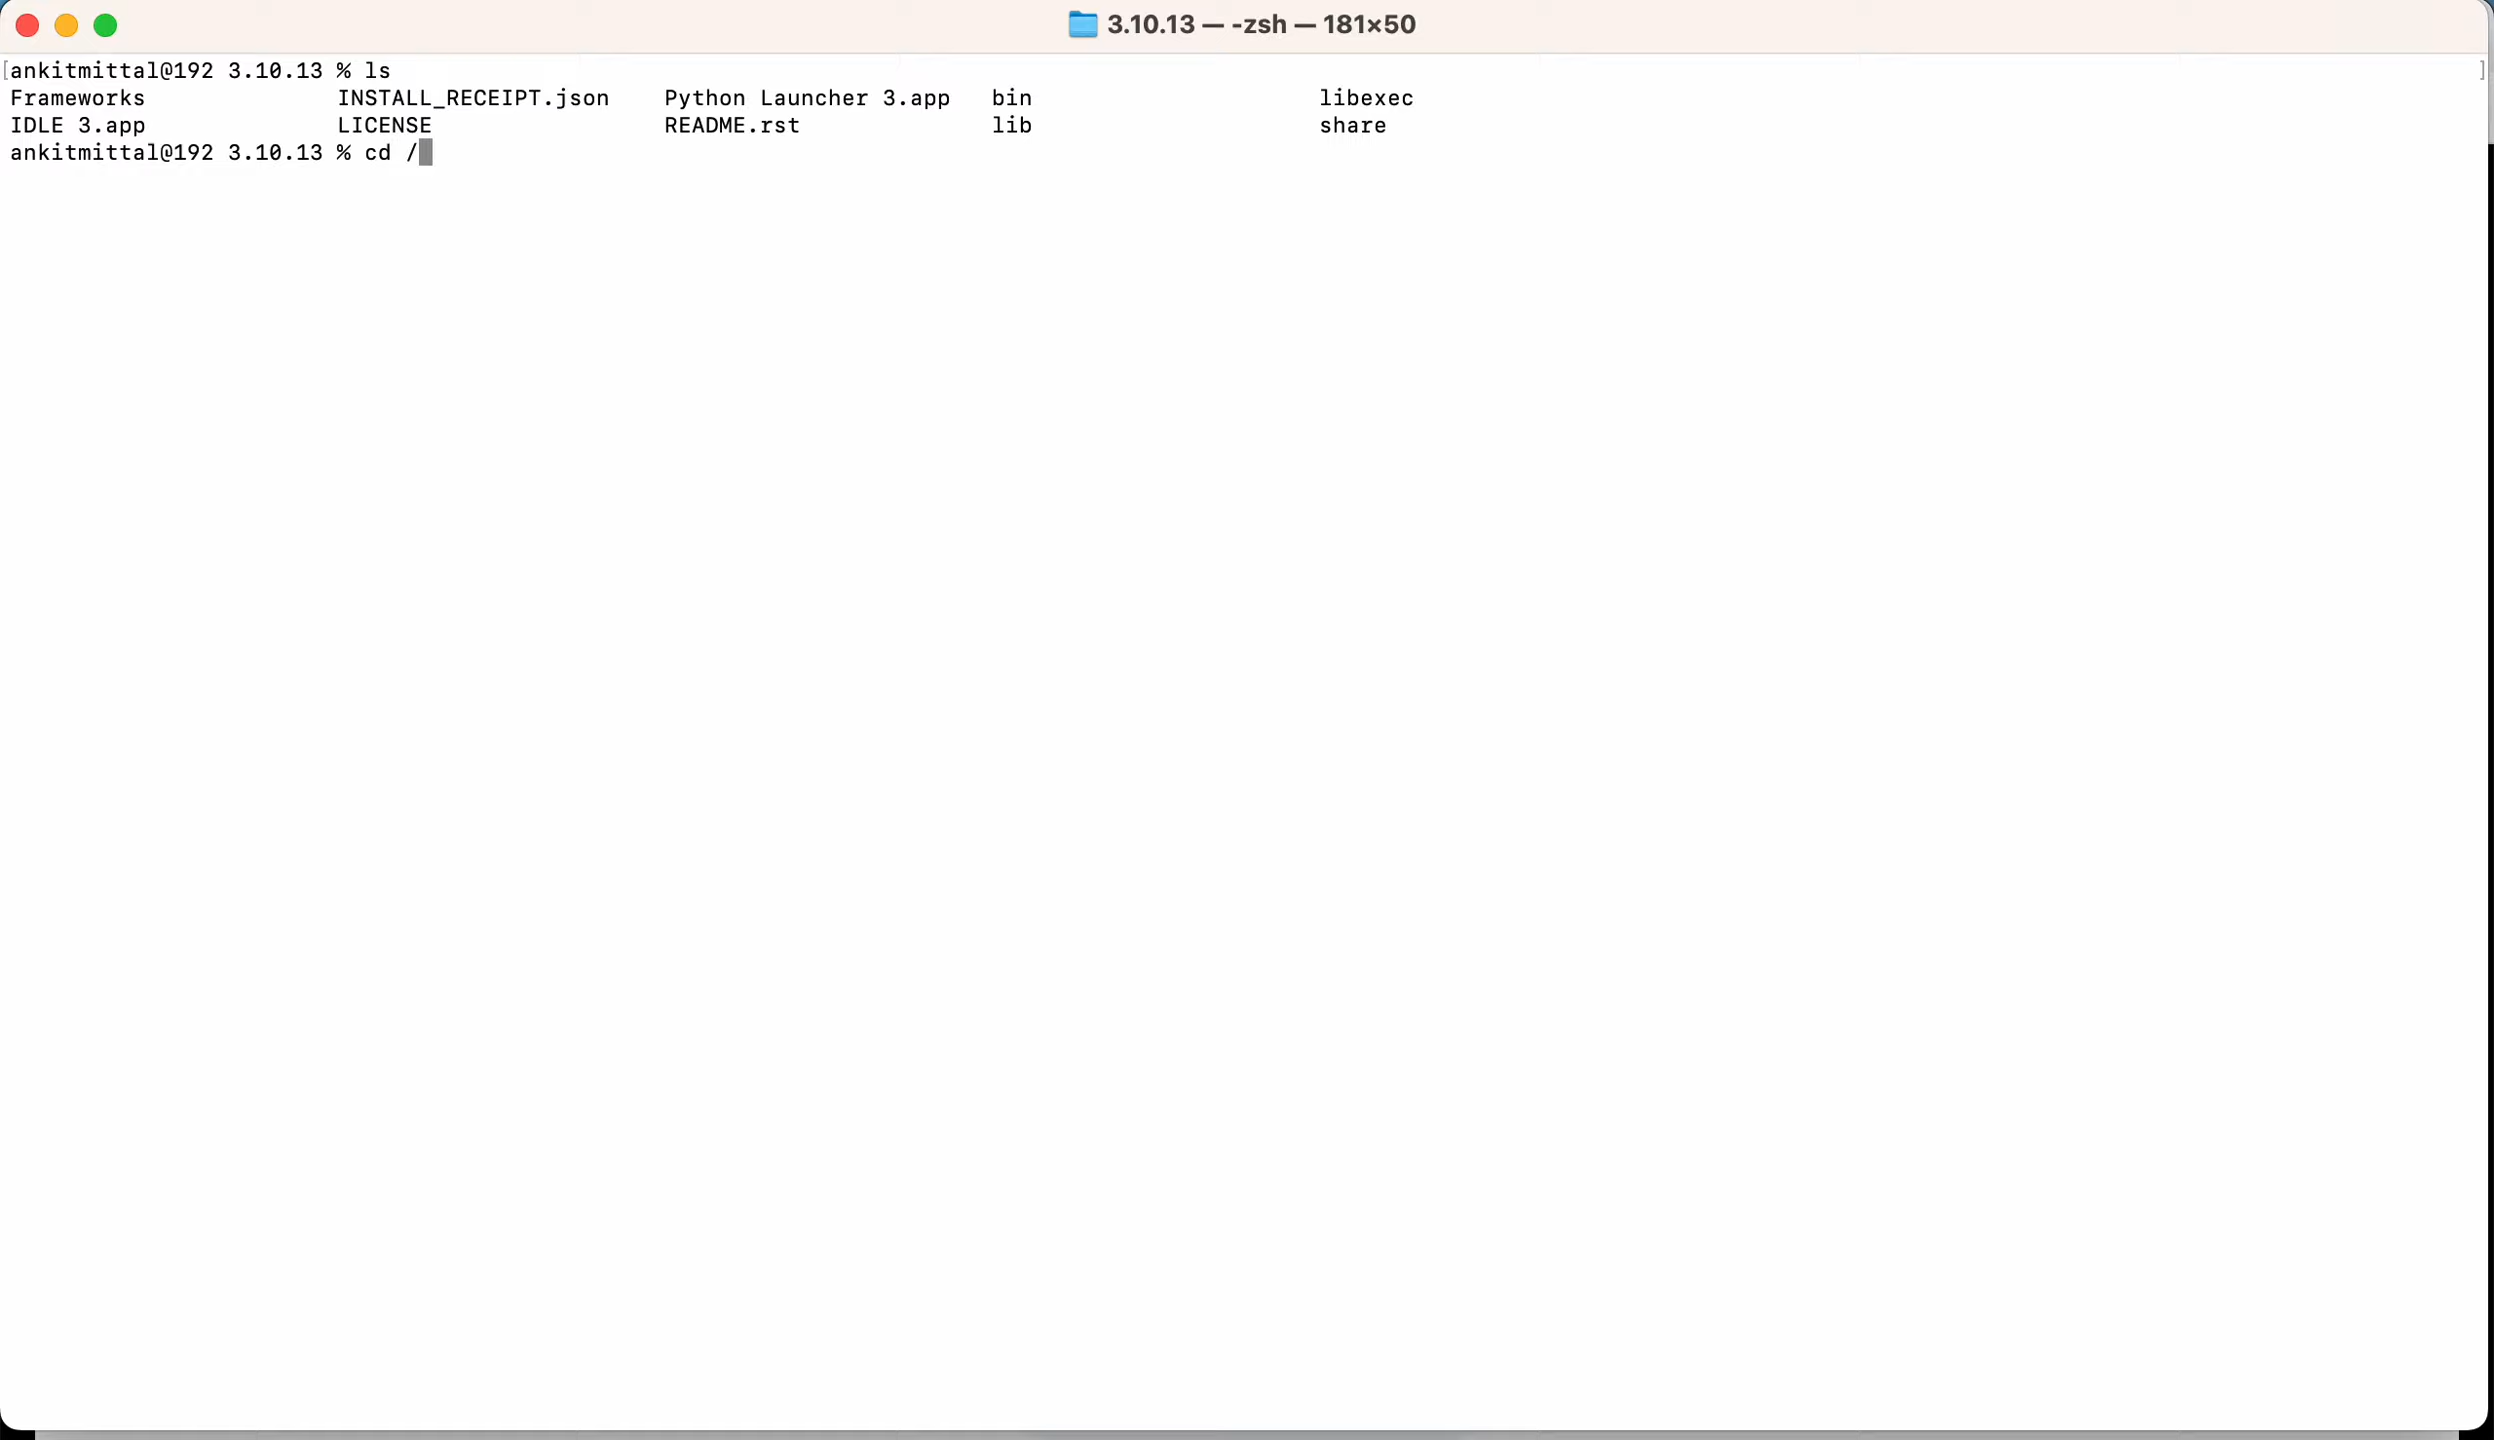 3.10.13 — -zsh — 181×50
[ankitmittal@192 3.10.13 % ls ]
Frameworks INSTALL_RECEIPT.json Python Launcher 3.app bin libexec
IDLE 3.app LICENSE README.rst lib share
ankitmittal@192 3.10.13 % cd /